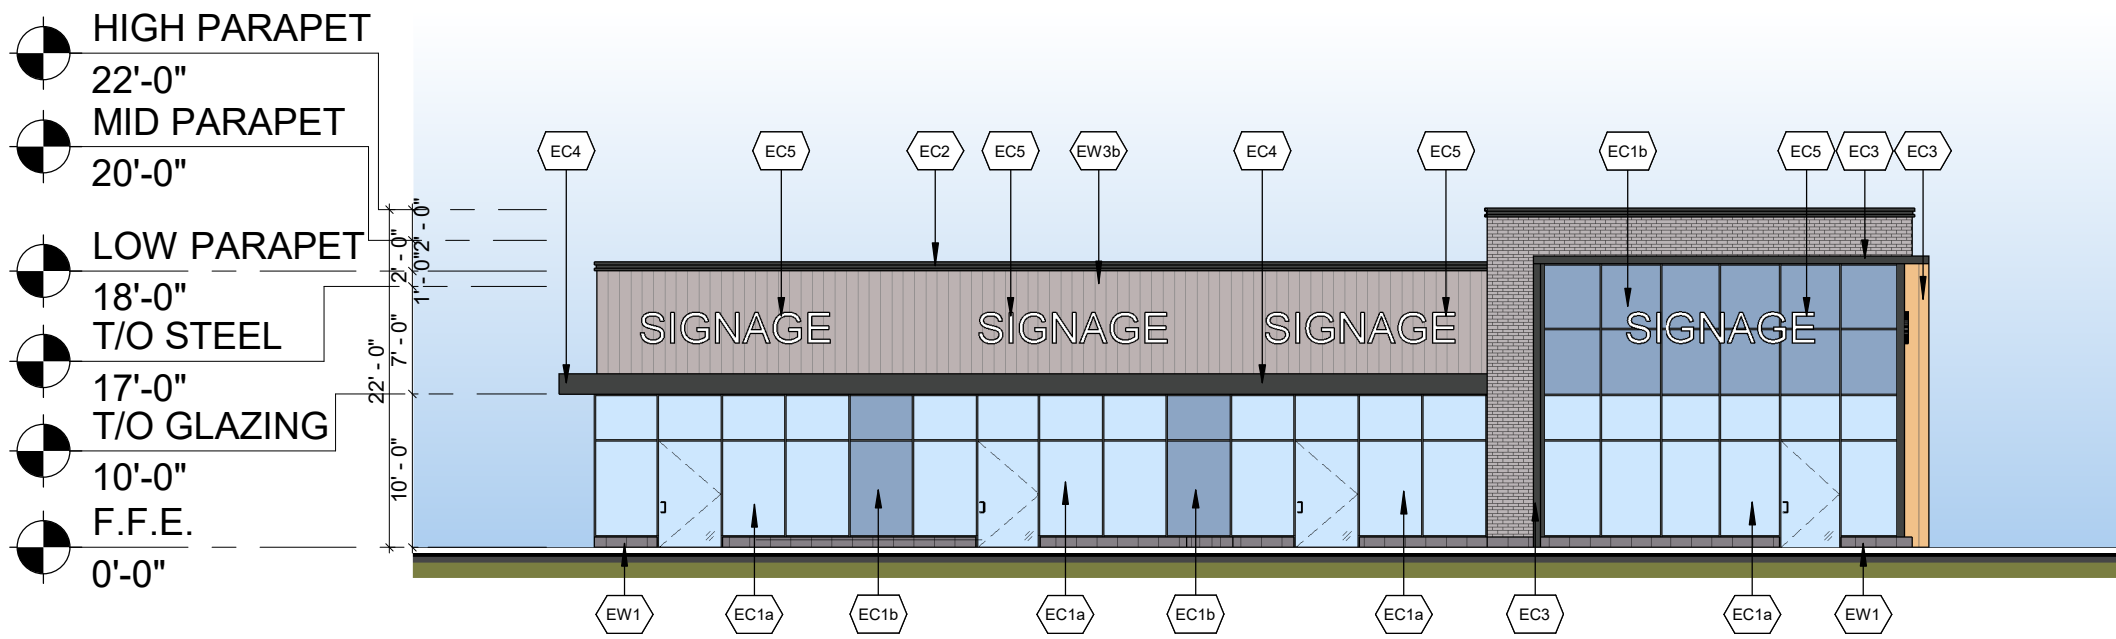 HIGH PARAPET
22'-0"
MID PARAPET
20'-0"
LOW PARAPET
18'-0"
T/O STEEL
17'-0"
T/O GLAZING
10'-0"
F.F.E.
0'-0"
22' - 0"
2' - 0"
2' - 0"
1' - 0"
7' - 0"
10' - 0"
EC4 EC5 EC2 EC5 EW3b EC4 EC5 EC1b EC5 EC3 EC3
SIGNAGE SIGNAGE SIGNAGE SIGNAGE
EW1 EC1a EC1b EC1a EC1b EC1a EC3 EC1a EW1